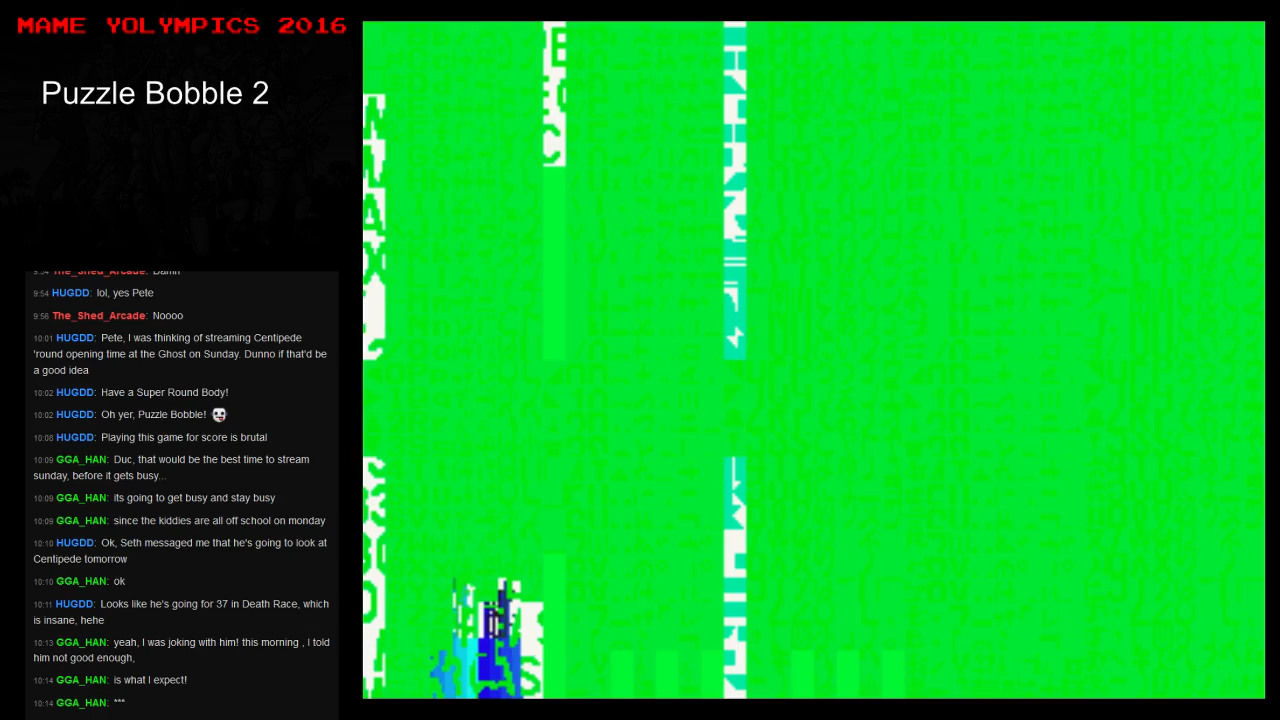 MAME YOLYMPICS 2016
Puzzle Bobble 2
9:54 The_Shed_Arcade: Damn
9:54 HUGDD: lol, yes Pete
9:56 The_Shed_Arcade: Noooo
10:01 HUGDD: Pete, I was thinking of streaming Centipede
'round opening time at the Ghost on Sunday. Dunno if that'd be
a good idea
10:02 HUGDD: Have a Super Round Body!
10:02 HUGDD: Oh yer, Puzzle Bobble!
10:08 HUGDD: Playing this game for score is brutal
10:09 GGA_HAN: Duc, that would be the best time to stream
sunday, before it gets busy...
10:09 GGA_HAN: its going to get busy and stay busy
10:09 GGA_HAN: since the kiddies are all off school on monday
10:10 HUGDD: Ok, Seth messaged me that he's going to look at
Centipede tomorrow
10:10 GGA_HAN: ok
10:11 HUGDD: Looks like he's going for 37 in Death Race, which
is insane, hehe
10:13 GGA_HAN: yeah, I was joking with him! this morning , I told
him not good enough,
10:14 GGA_HAN: is what I expect!
10:14 GGA_HAN: ***